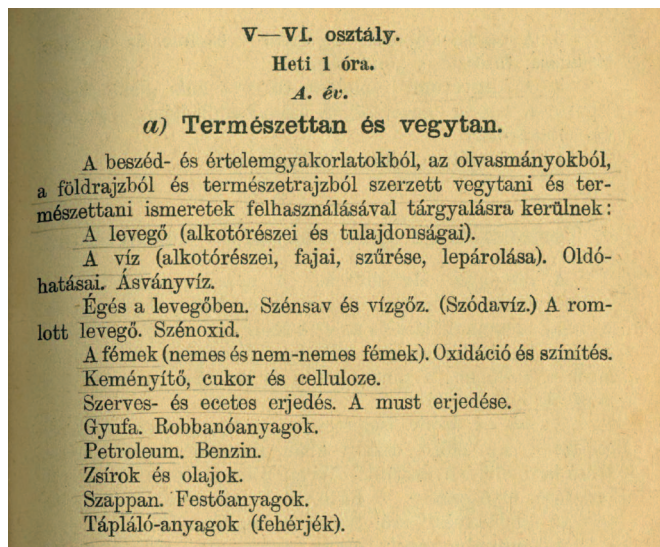 V—VI. osztály.
Heti 1 óra.
A. év.
a) Természettan és vegytan.
A beszéd- és értelemgyakorlatokból, az olvasmányokból,
a földrajzból és természetrajzból szerzett vegytani és ter-
mészettani ismeretek felhasználásával tárgyalásra kerülnek:
A levegő (alkotórészei és tulajdonságai).
A víz (alkotórészei, fajai, szűrése, lepárolása). Oldó-
hatásai. Ásványvíz.
Égés a levegőben. Szénsav és vízgőz. (Szódavíz.) A rom-
lott levegő. Szénoxid.
A fémek (nemes és nem-nemes fémek). Oxidáció és színítés.
Keményítő, cukor és celluloze.
Szerves- és ecetes erjedés. A must erjedése.
Gyufa. Robbanóanyagok.
Petroleum. Benzin.
Zsírok és olajok.
Szappan. Festőanyagok.
Tápláló-anyagok (fehérjék).